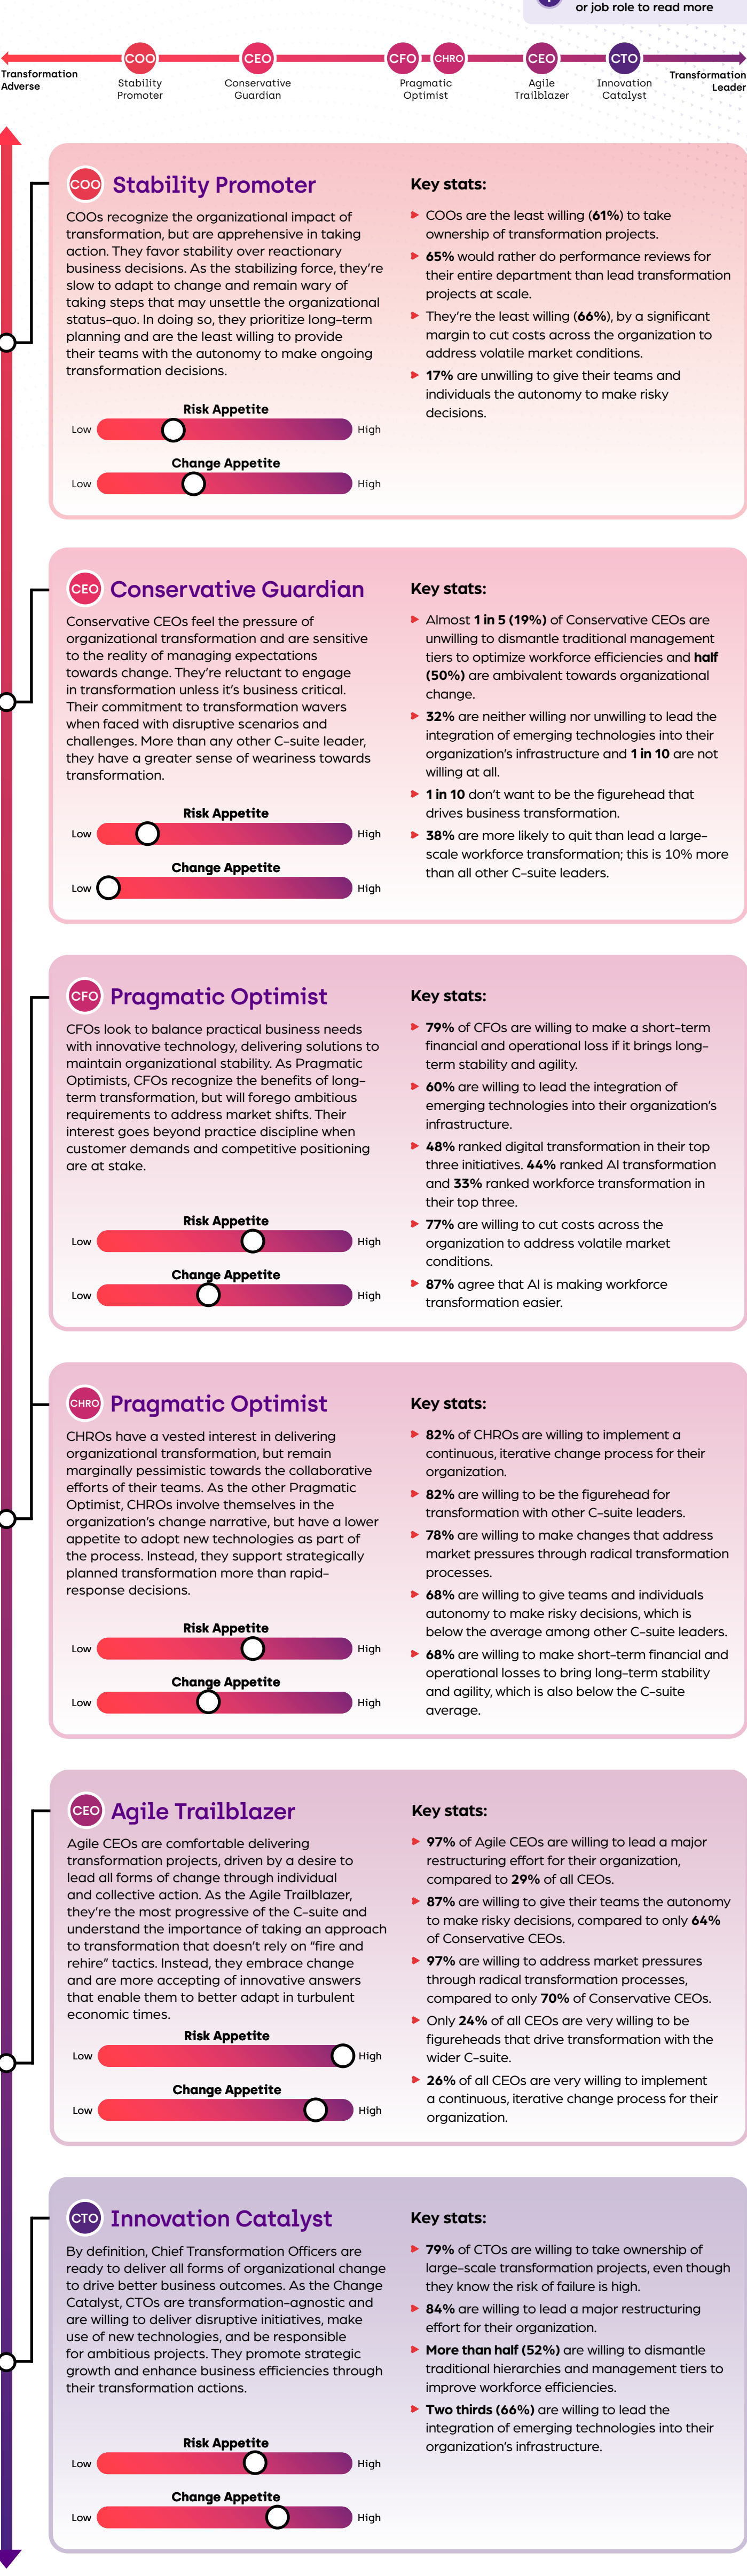 or job role to read more
COO
CEO
CFO
CHRO
CEO
CTO
Transformation
Adverse
Stability
Promoter
Conservative
Guardian
Pragmatic
Optimist
Agile
Trailblazer
Innovation
Catalyst
Transformation
Leader
COO
Stability Promoter
COOs recognize the organizational impact of
transformation, but are apprehensive in taking
action. They favor stability over reactionary
business decisions. As the stabilizing force, they’re
slow to adapt to change and remain wary of
taking steps that may unsettle the organizational
status-quo. In doing so, they prioritize long-term
planning and are the least willing to provide
their teams with the autonomy to make ongoing
transformation decisions.
Risk Appetite
Low
High
Change Appetite
Low
High
Key stats:
COOs are the least willing (61%) to take
ownership of transformation projects.
65% would rather do performance reviews for
their entire department than lead transformation
projects at scale.
They’re the least willing (66%), by a significant
margin to cut costs across the organization to
address volatile market conditions.
17% are unwilling to give their teams and
individuals the autonomy to make risky
decisions.
CEO
Conservative Guardian
Conservative CEOs feel the pressure of
organizational transformation and are sensitive
to the reality of managing expectations
towards change. They’re reluctant to engage
in transformation unless it’s business critical.
Their commitment to transformation wavers
when faced with disruptive scenarios and
challenges. More than any other C-suite leader,
they have a greater sense of weariness towards
transformation.
Risk Appetite
Low
High
Change Appetite
Low
High
Key stats:
Almost 1 in 5 (19%) of Conservative CEOs are
unwilling to dismantle traditional management
tiers to optimize workforce efficiencies and half
(50%) are ambivalent towards organizational
change.
32% are neither willing nor unwilling to lead the
integration of emerging technologies into their
organization’s infrastructure and 1 in 10 are not
willing at all.
1 in 10 don’t want to be the figurehead that
drives business transformation.
38% are more likely to quit than lead a large-
scale workforce transformation; this is 10% more
than all other C-suite leaders.
CFO
Pragmatic Optimist
CFOs look to balance practical business needs
with innovative technology, delivering solutions to
maintain organizational stability. As Pragmatic
Optimists, CFOs recognize the benefits of long-
term transformation, but will forego ambitious
requirements to address market shifts. Their
interest goes beyond practice discipline when
customer demands and competitive positioning
are at stake.
Risk Appetite
Low
High
Change Appetite
Low
High
Key stats:
79% of CFOs are willing to make a short-term
financial and operational loss if it brings long-
term stability and agility.
60% are willing to lead the integration of
emerging technologies into their organization’s
infrastructure.
48% ranked digital transformation in their top
three initiatives. 44% ranked AI transformation
and 33% ranked workforce transformation in
their top three.
77% are willing to cut costs across the
organization to address volatile market
conditions.
87% agree that AI is making workforce
transformation easier.
CHRO
Pragmatic Optimist
CHROs have a vested interest in delivering
organizational transformation, but remain
marginally pessimistic towards the collaborative
efforts of their teams. As the other Pragmatic
Optimist, CHROs involve themselves in the
organization’s change narrative, but have a lower
appetite to adopt new technologies as part of
the process. Instead, they support strategically
planned transformation more than rapid-
response decisions.
Risk Appetite
Low
High
Change Appetite
Low
High
Key stats:
82% of CHROs are willing to implement a
continuous, iterative change process for their
organization.
82% are willing to be the figurehead for
transformation with other C-suite leaders.
78% are willing to make changes that address
market pressures through radical transformation
processes.
68% are willing to give teams and individuals
autonomy to make risky decisions, which is
below the average among other C-suite leaders.
68% are willing to make short-term financial and
operational losses to bring long-term stability
and agility, which is also below the C-suite
average.
CEO
Agile Trailblazer
Agile CEOs are comfortable delivering
transformation projects, driven by a desire to
lead all forms of change through individual
and collective action. As the Agile Trailblazer,
they’re the most progressive of the C-suite and
understand the importance of taking an approach
to transformation that doesn’t rely on “fire and
rehire” tactics. Instead, they embrace change
and are more accepting of innovative answers
that enable them to better adapt in turbulent
economic times.
Risk Appetite
Low
High
Change Appetite
Low
High
Key stats:
97% of Agile CEOs are willing to lead a major
restructuring effort for their organization,
compared to 29% of all CEOs.
87% are willing to give their teams the autonomy
to make risky decisions, compared to only 64%
of Conservative CEOs.
97% are willing to address market pressures
through radical transformation processes,
compared to only 70% of Conservative CEOs.
Only 24% of all CEOs are very willing to be
figureheads that drive transformation with the
wider C-suite.
26% of all CEOs are very willing to implement
a continuous, iterative change process for their
organization.
CTO
Innovation Catalyst
By definition, Chief Transformation Officers are
ready to deliver all forms of organizational change
to drive better business outcomes. As the Change
Catalyst, CTOs are transformation-agnostic and
are willing to deliver disruptive initiatives, make
use of new technologies, and be responsible
for ambitious projects. They promote strategic
growth and enhance business efficiencies through
their transformation actions.
Risk Appetite
Low
High
Change Appetite
Low
High
Key stats:
79% of CTOs are willing to take ownership of
large-scale transformation projects, even though
they know the risk of failure is high.
84% are willing to lead a major restructuring
effort for their organization.
More than half (52%) are willing to dismantle
traditional hierarchies and management tiers to
improve workforce efficiencies.
Two thirds (66%) are willing to lead the
integration of emerging technologies into their
organization’s infrastructure.